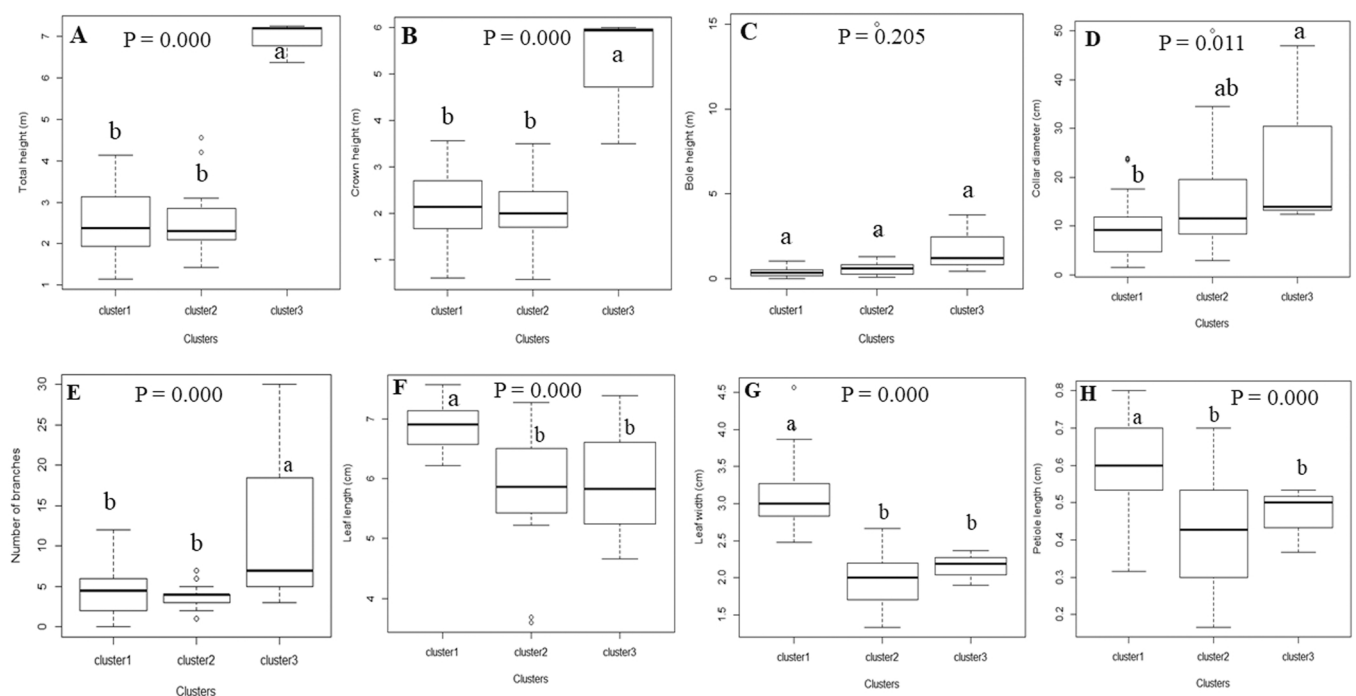 A
P = 0.000
Total height (m)
7
6
5
4
3
2
1
b
b
a
cluster1 cluster2 cluster3
Clusters
B
P = 0.000
Crown height (m)
6
5
4
3
2
1
b
b
a
cluster1 cluster2 cluster3
Clusters
C
P = 0.205
Bole height (m)
15
10
5
0
a
a
a
cluster1 cluster2 cluster3
Clusters
D
P = 0.011
Collar diameter (cm)
50
40
30
20
10
0
b
ab
a
cluster1 cluster2 cluster3
Clusters
E
P = 0.000
Number of branches
30
25
20
15
10
5
0
b
b
a
cluster1 cluster2 cluster3
Clusters
F
P = 0.000
Leaf length (cm)
7
6
5
4
a
b
b
cluster1 cluster2 cluster3
Clusters
G
P = 0.000
Leaf width (cm)
4.5
4.0
3.5
3.0
2.5
2.0
1.5
a
b
b
cluster1 cluster2 cluster3
Clusters
H
P = 0.000
Petiole length (cm)
0.8
0.7
0.6
0.5
0.4
0.3
0.2
a
b
b
cluster1 cluster2 cluster3
Clusters